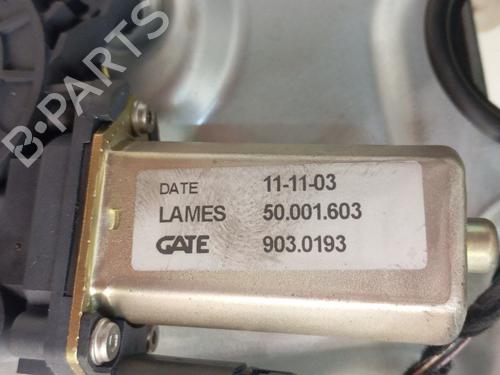 B-PARTS
DATE 11-11-03
LAMES 50.001.603
GATE 903.0193